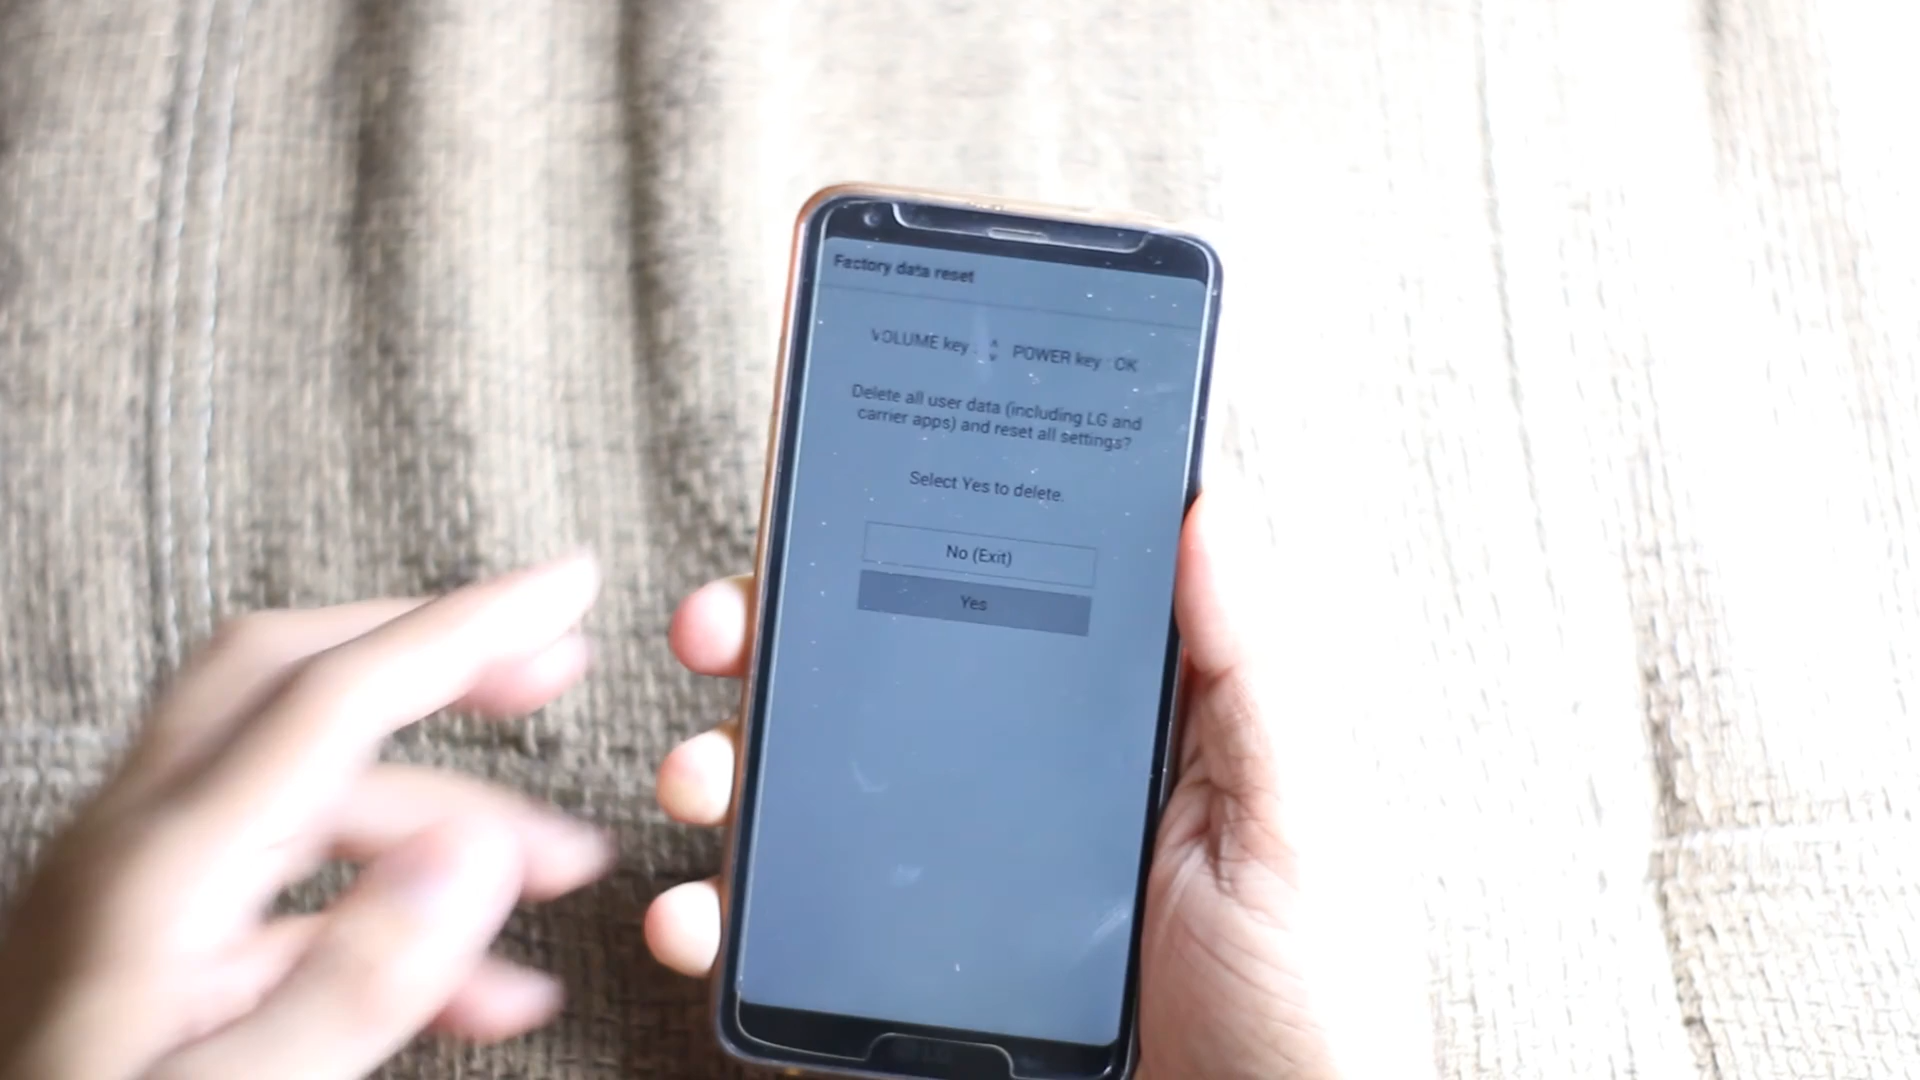 Factory data reset
VOLUME key : POWER key : OK
Delete all user data (including LG and
carrier apps) and reset all settings?
Select Yes to delete.
No (Exit)
Yes